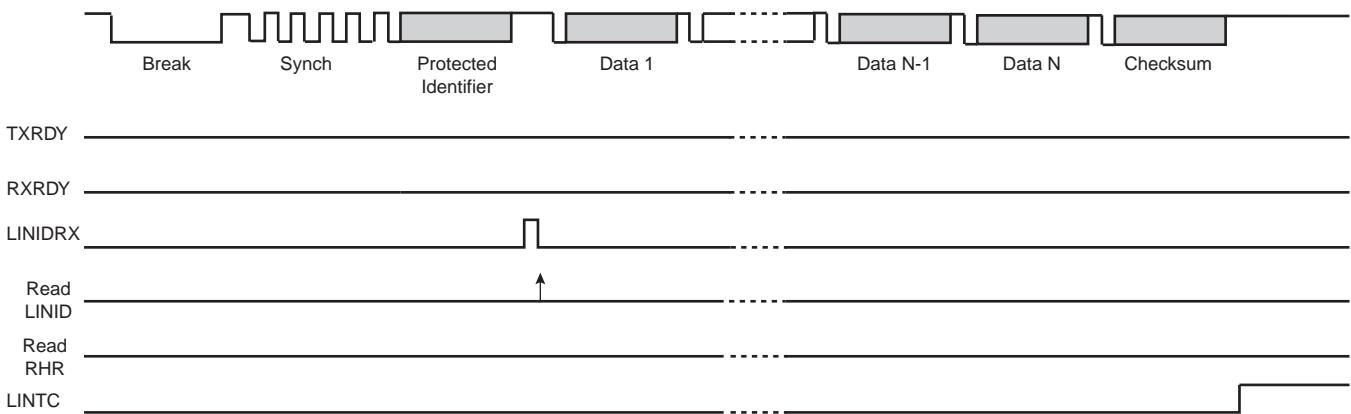 Break Synch Protected Identifier Data 1 Data N-1 Data N Checksum
TXRDY
RXRDY
LINIDRX
Read
LINID
Read
RHR
LINTC